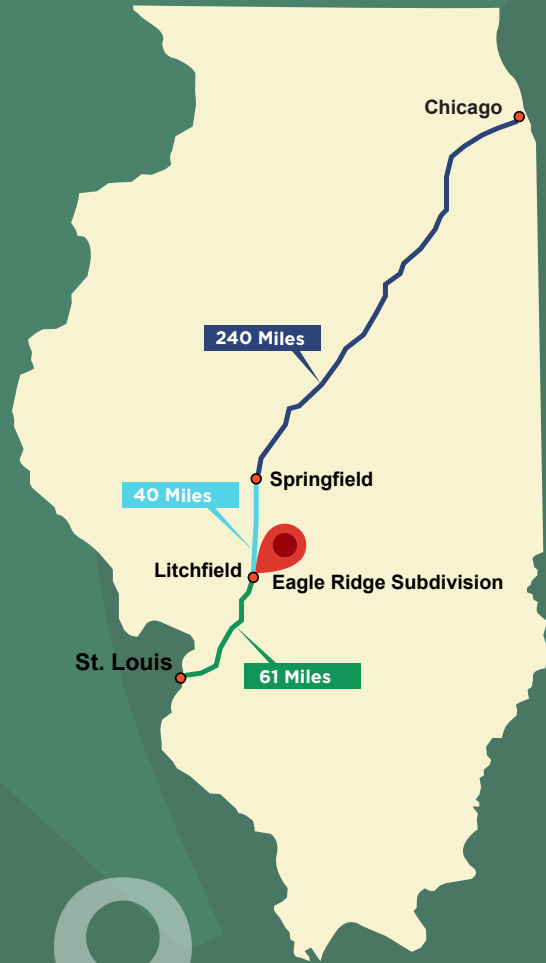 Chicago
240 Miles
Springfield
40 Miles
Litchfield
Eagle Ridge Subdivision
St. Louis
61 Miles